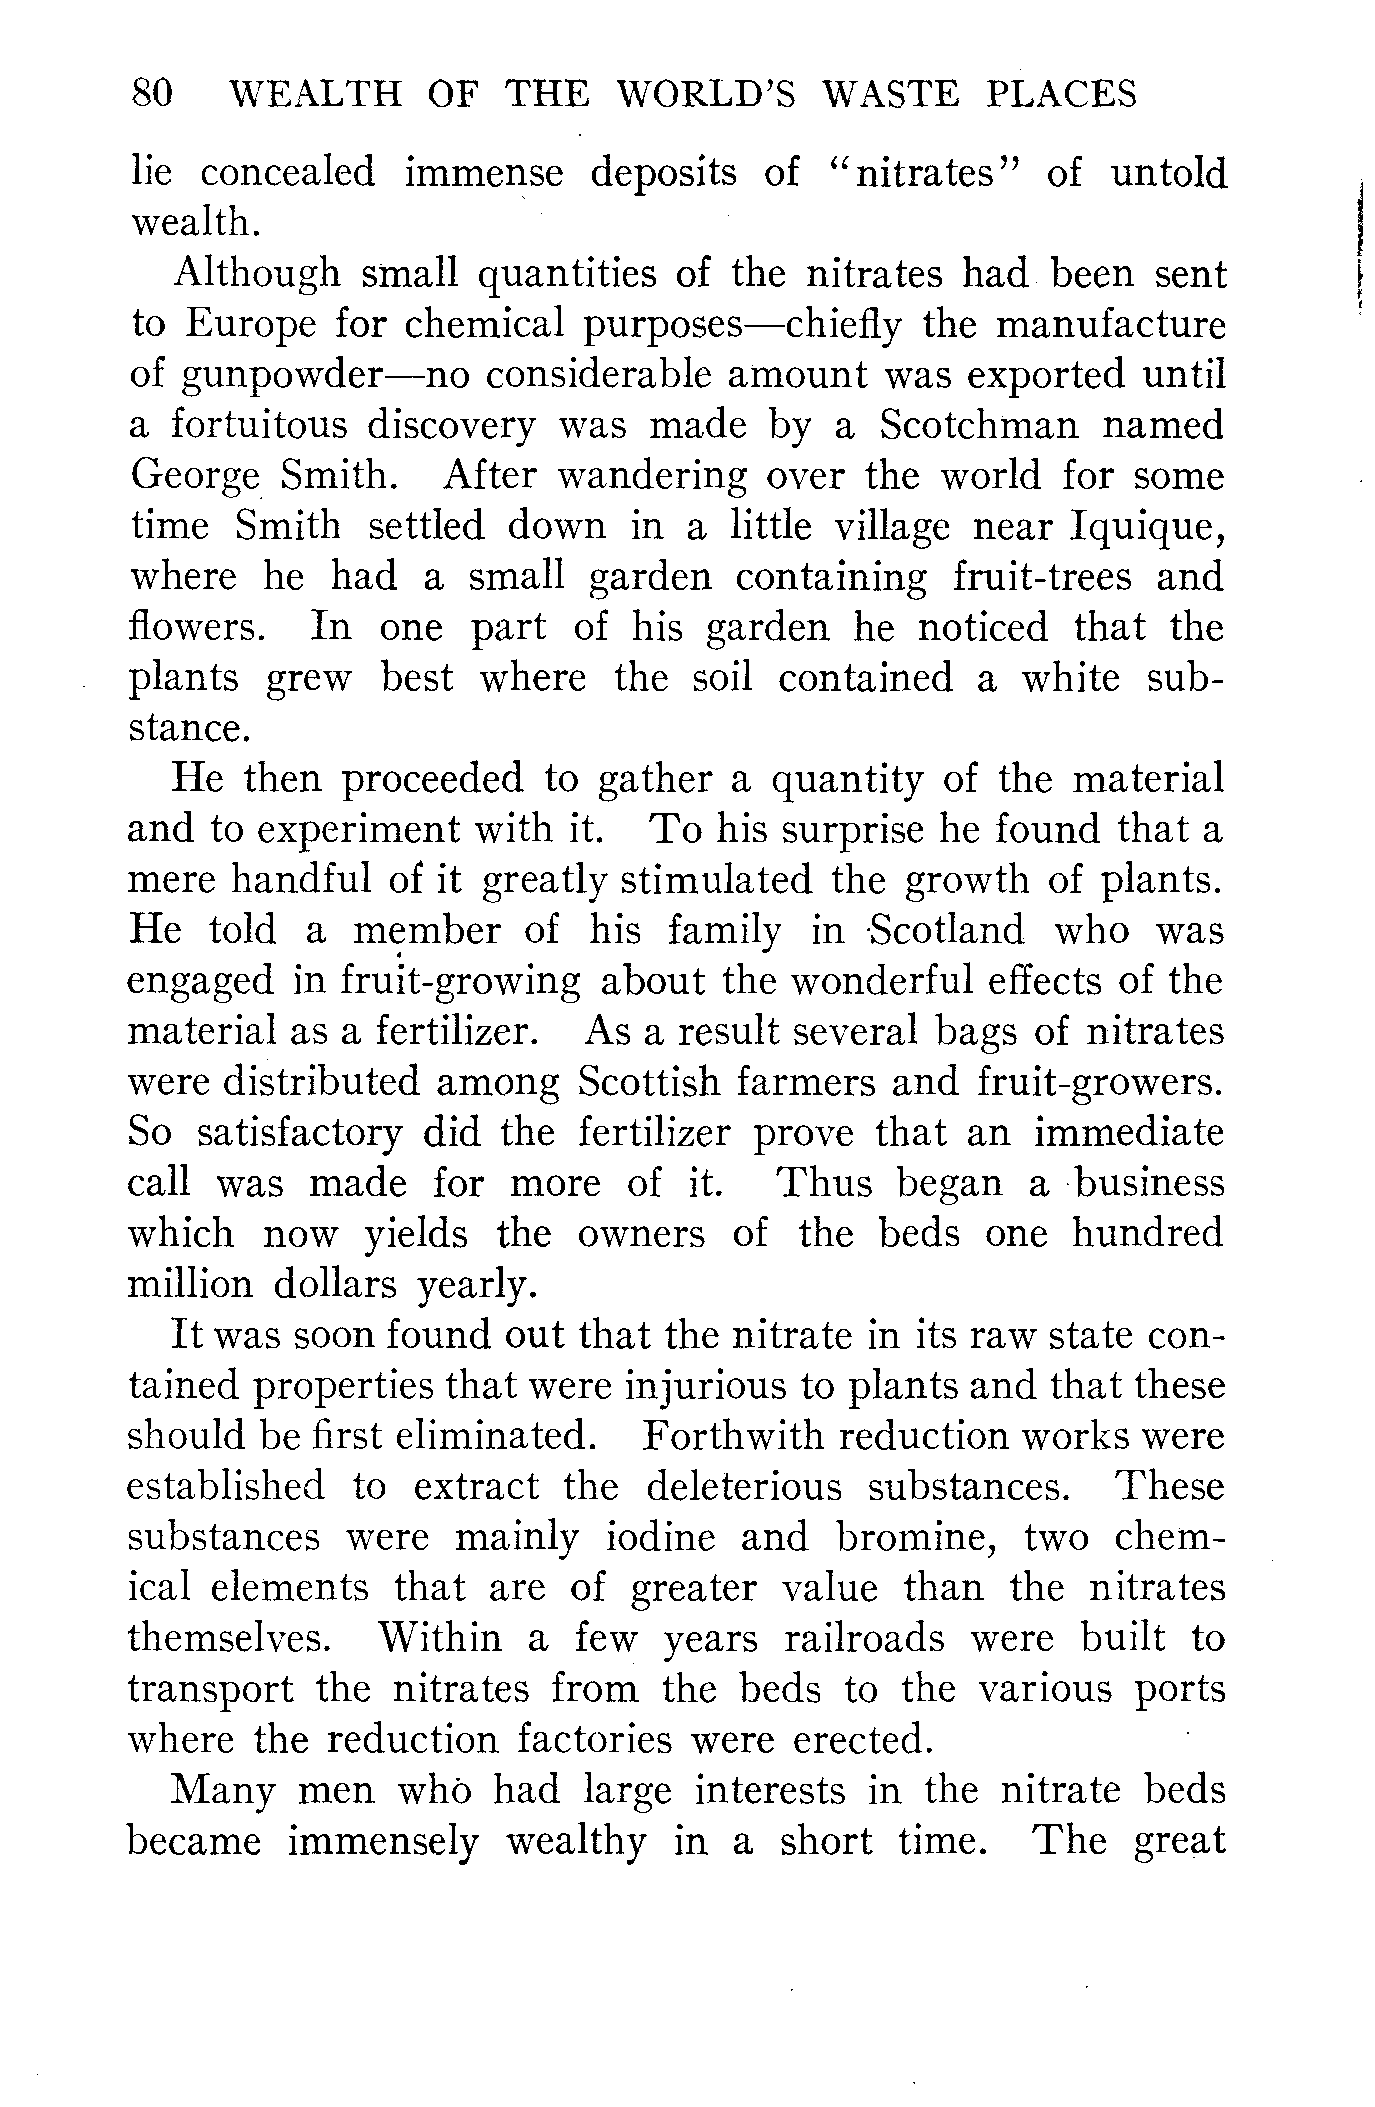 80 WEALTH OF THE WORLD'S WASTE PLACES
lie concealed immense deposits of "nitrates" of untold
wealth.
Although small quantities of the nitrates had been sent
to Europe for chemical purposes—chiefly the manufacture
of gunpowder—no considerable amount was exported until
a fortuitous discovery was made by a Scotchman named
George Smith. After wandering over the world for some
time Smith settled down in a little village near Iquique,
where he had a small garden containing fruit-trees and
flowers. In one part of his garden he noticed that the
plants grew best where the soil contained a white sub-
stance.
He then proceeded to gather a quantity of the material
and to experiment with it. To his surprise he found that a
mere handful of it greatly stimulated the growth of plants.
He told a member of his family in Scotland who was
engaged in fruit-growing about the wonderful effects of the
material as a fertilizer. As a result several bags of nitrates
were distributed among Scottish farmers and fruit-growers.
So satisfactory did the fertilizer prove that an immediate
call was made for more of it. Thus began a business
which now yields the owners of the beds one hundred
million dollars yearly.
It was soon found out that the nitrate in its raw state con-
tained properties that were injurious to plants and that these
should be first eliminated. Forthwith reduction works were
established to extract the deleterious substances. These
substances were mainly iodine and bromine, two chem-
ical elements that are of greater value than the nitrates
themselves. Within a few years railroads were built to
transport the nitrates from the beds to the various ports
where the reduction factories were erected.
Many men who had large interests in the nitrate beds
became immensely wealthy in a short time. The great